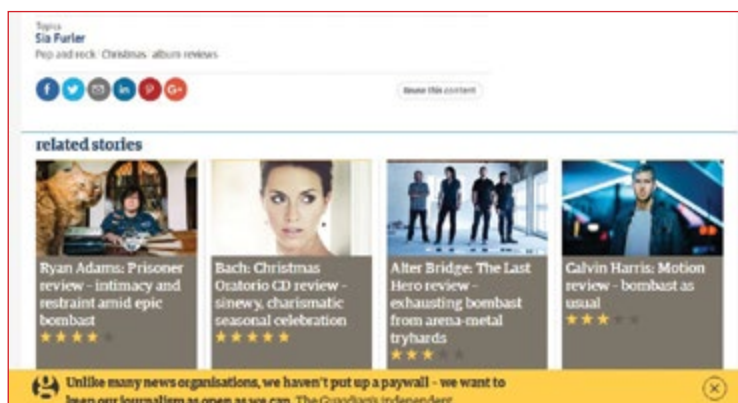 Topics
Sia Furler
Pop and rock Christmas album reviews
Reuse this content
related stories
Ryan Adams: Prisoner
review – intimacy and
restraint amid epic
bombast
Bach: Christmas
Oratorio CD review –
sinewy, charismatic
seasonal celebration
Alter Bridge: The Last
Hero review –
exhausting bombast
from arena-metal
tryhards
Calvin Harris: Motion
review – bombast as
usual
Unlike many news organisations, we haven't put up a paywall – we want to
keep our journalism as open as we can. The Guardian's independent,